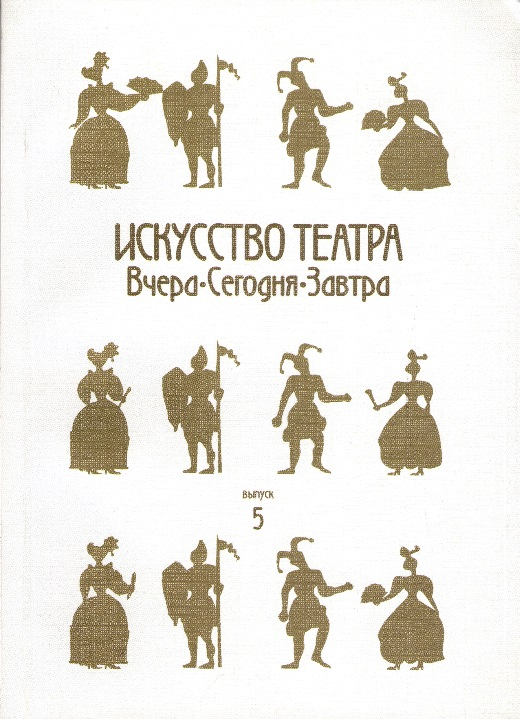 ИСКУССТВО ТЕАТРА
Вчера•Сегодня•Завтра
выпуск
5